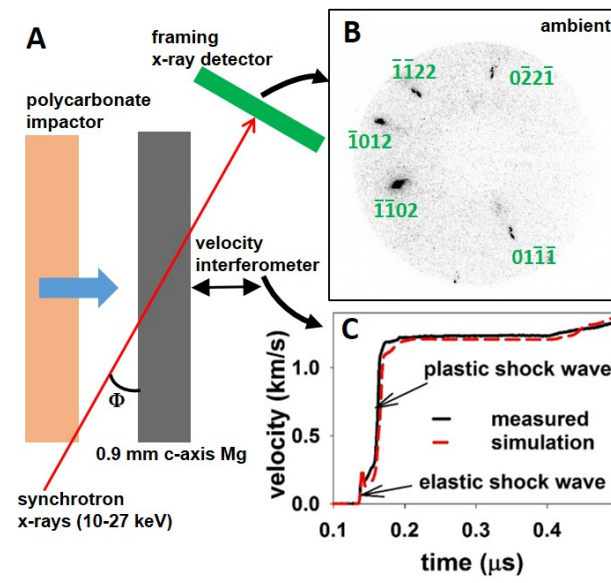 A
framing
x-ray detector
polycarbonate
impactor
velocity
interferometer
Φ
0.9 mm c-axis Mg
synchrotron
x-rays (10-27 keV)
B
ambient
1̄1̄22
02̄21̄
1̄012
1̄1̄02
011̄1̄
C
velocity (km/s)
1.0
0.5
0.0
plastic shock wave
measured
simulation
elastic shock wave
0.1 0.2 0.3 0.4
time (μs)